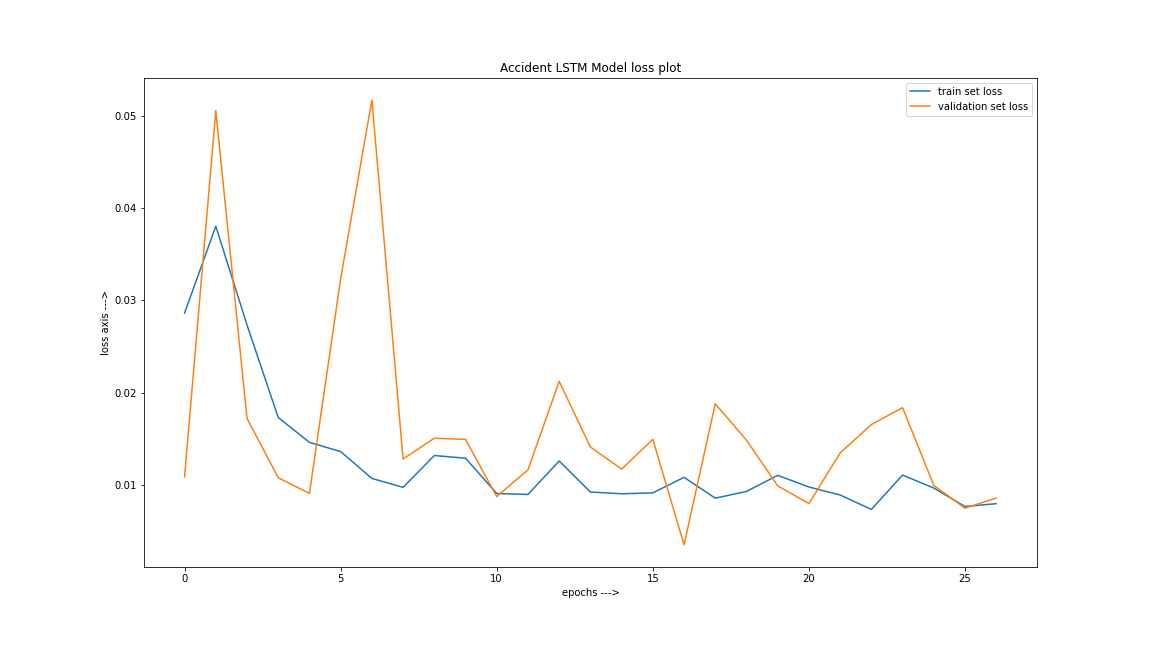 Accident LSTM Model loss plot
train set loss
validation set loss
0.05
0.04
0.03
0.02
0.01
loss axis --->
0 5 10 15 20 25
epochs --->